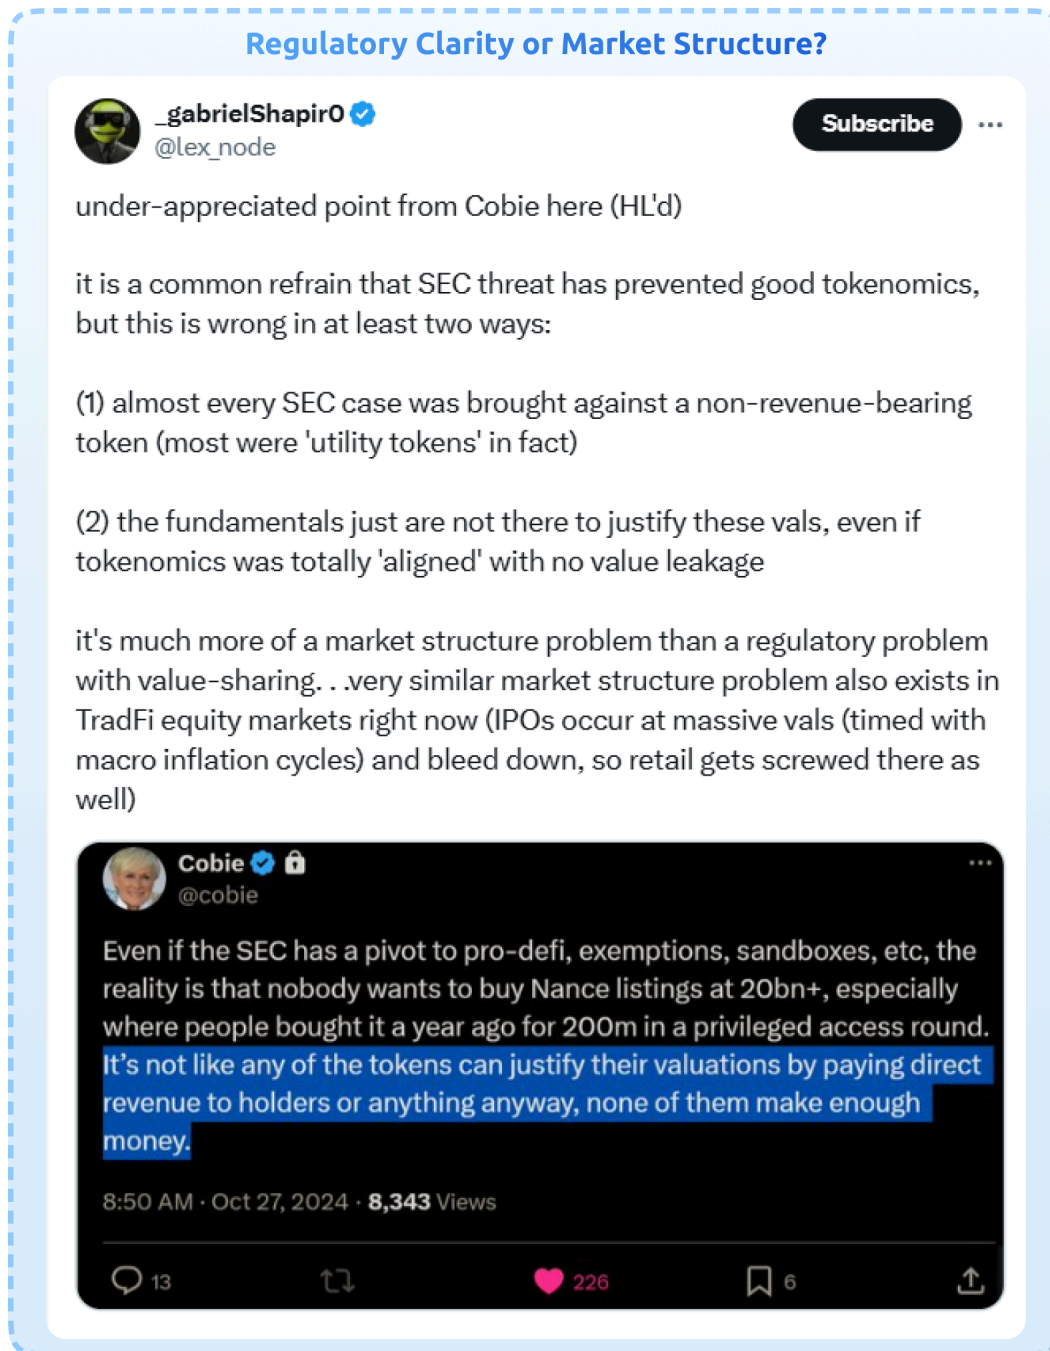 Regulatory Clarity or Market Structure?
_gabrielShapir0
Subscribe
@lex_node
under-appreciated point from Cobie here (HL'd)
it is a common refrain that SEC threat has prevented good tokenomics,
but this is wrong in at least two ways:
(1) almost every SEC case was brought against a non-revenue-bearing
token (most were 'utility tokens' in fact)
(2) the fundamentals just are not there to justify these vals, even if
tokenomics was totally 'aligned' with no value leakage
it's much more of a market structure problem than a regulatory problem
with value-sharing. . .very similar market structure problem also exists in
TradFi equity markets right now (IPOs occur at massive vals (timed with
macro inflation cycles) and bleed down, so retail gets screwed there as
well)
Cobie
@cobie
Even if the SEC has a pivot to pro-defi, exemptions, sandboxes, etc, the
reality is that nobody wants to buy Nance listings at 20bn+, especially
where people bought it a year ago for 200m in a privileged access round.
It's not like any of the tokens can justify their valuations by paying direct
revenue to holders or anything anyway, none of them make enough
money.
8:50 AM · Oct 27, 2024 · 8,343 Views
13 226 6